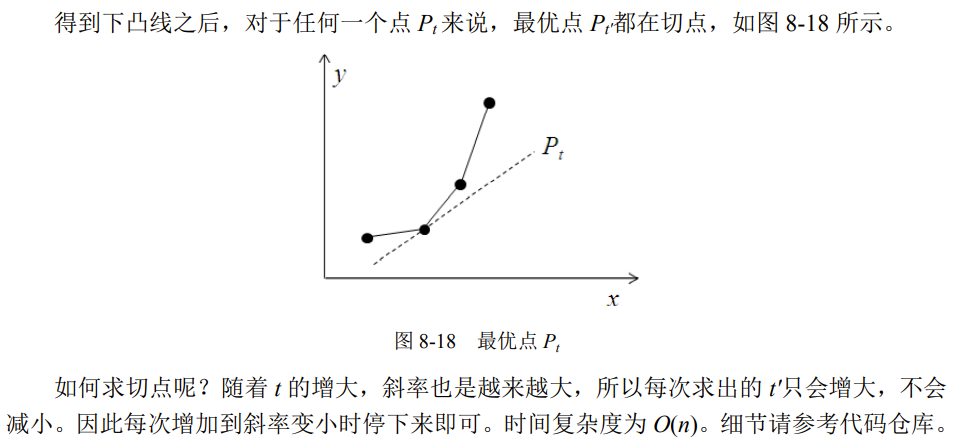 得到下凸线之后，对于任何一个点 Pt 来说，最优点 Pt'都在切点，如图 8-18 所示。
y
Pt
x
图 8-18 最优点 Pt
如何求切点呢？随着 t 的增大，斜率也是越来越大，所以每次求出的 t'只会增大，不会
减小。因此每次增加到斜率变小时停下来即可。时间复杂度为 O(n)。细节请参考代码仓库。